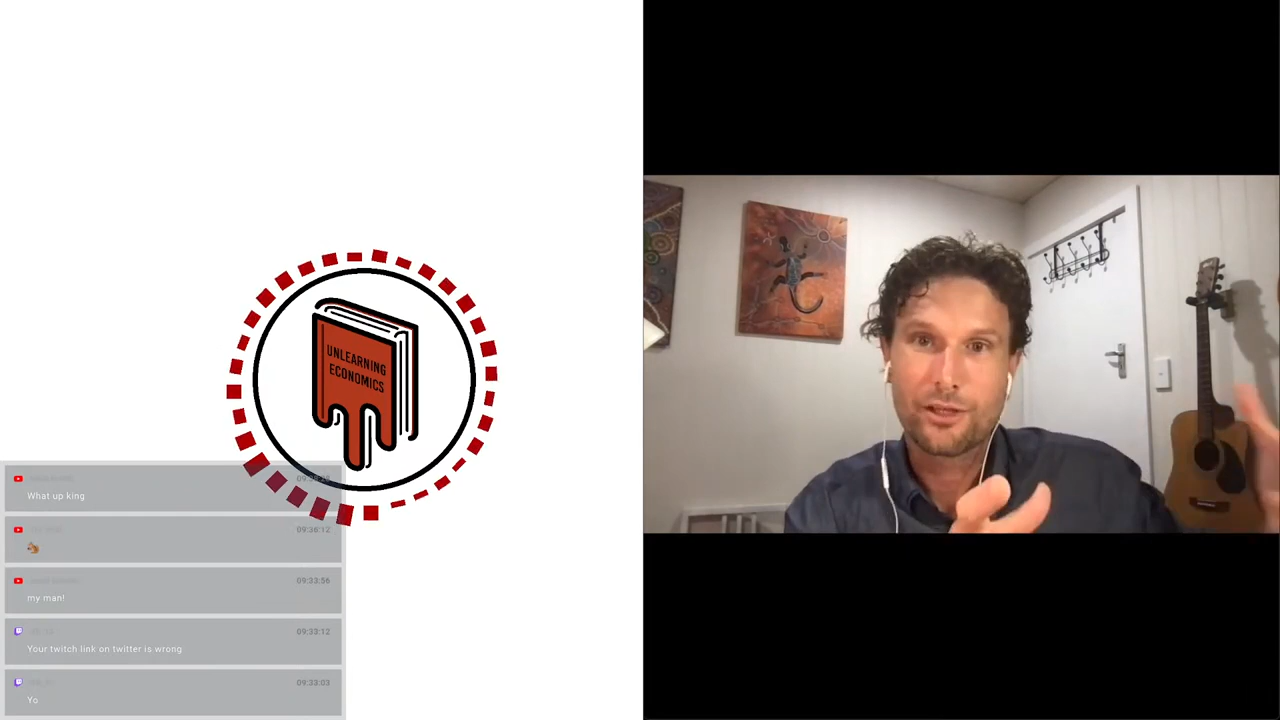 UNLEARNING
ECONOMICS
What up king
09:36:12
my man!
09:33:56
Your twitch link on twitter is wrong
09:33:12
Yo
09:33:03